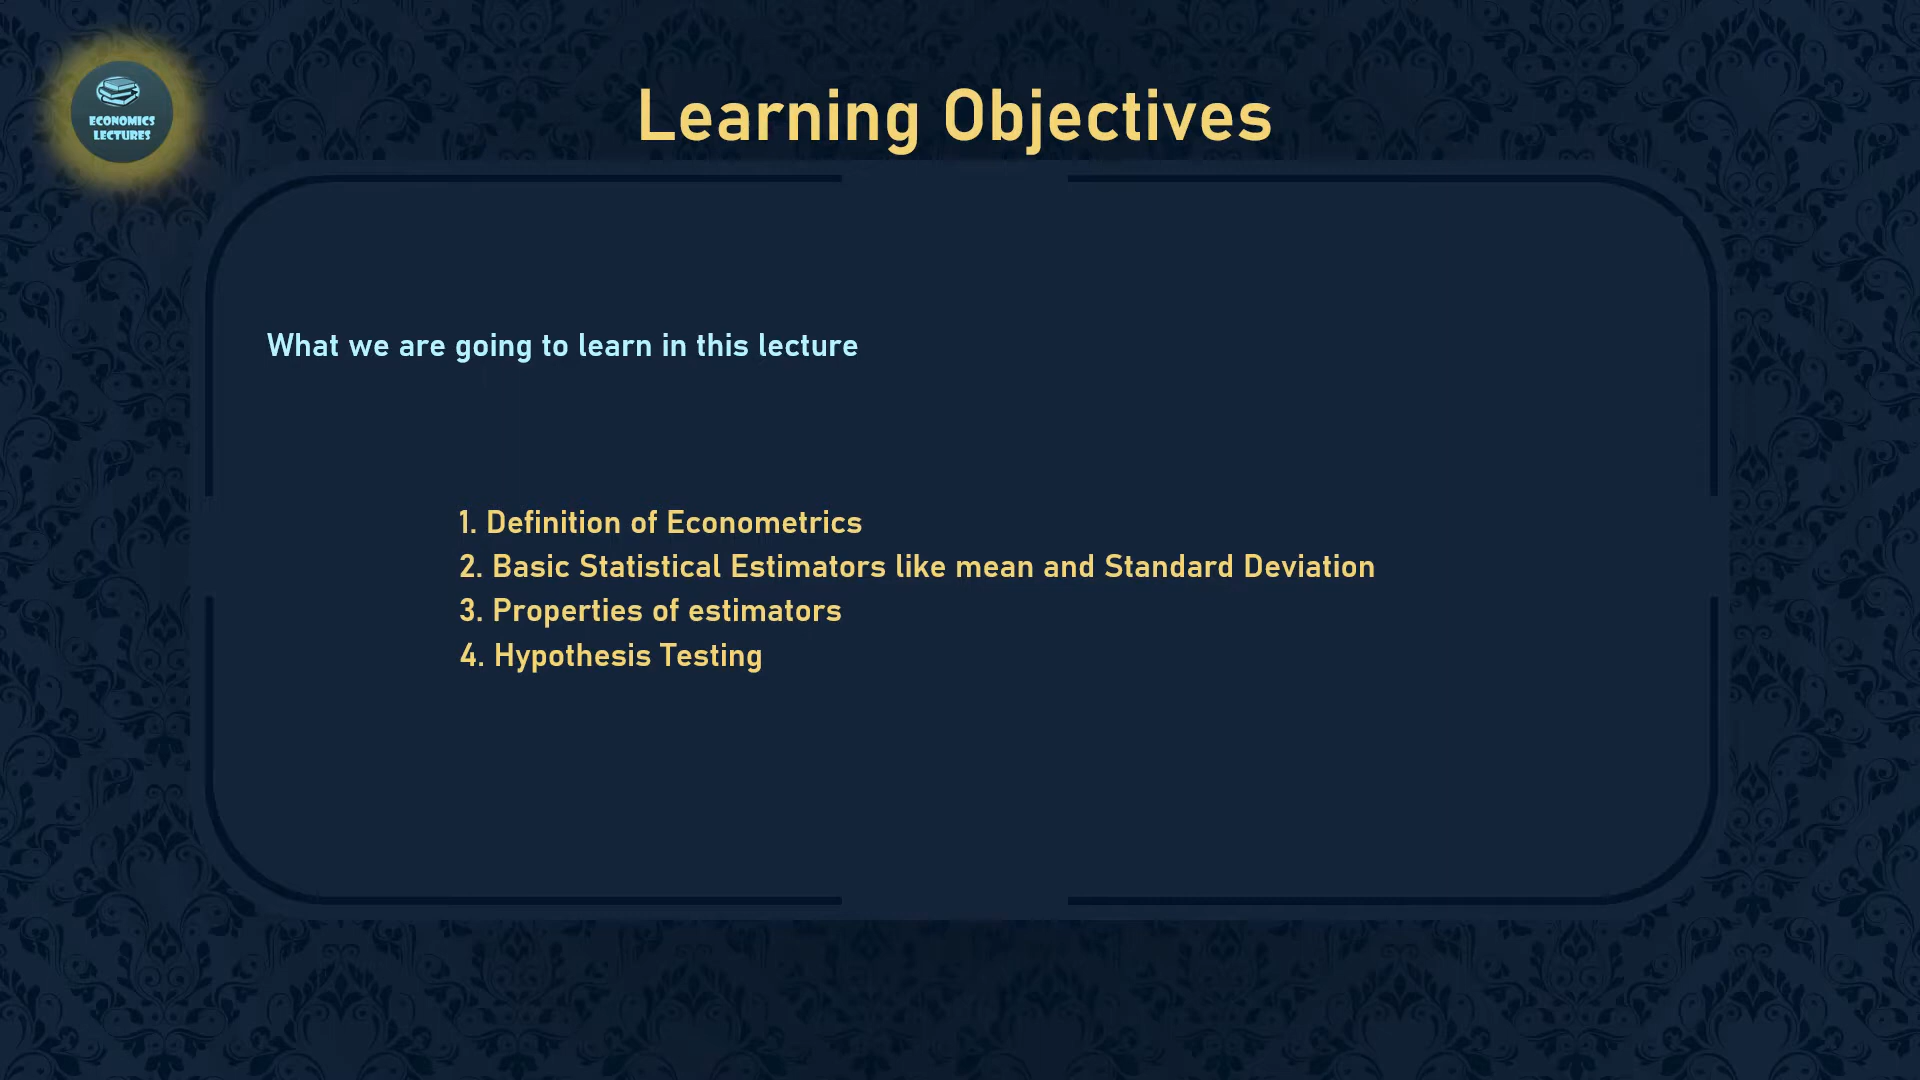 ECONOMICS
LECTURES
Learning Objectives
What we are going to learn in this lecture
1. Definition of Econometrics
2. Basic Statistical Estimators like mean and Standard Deviation
3. Properties of estimators
4. Hypothesis Testing